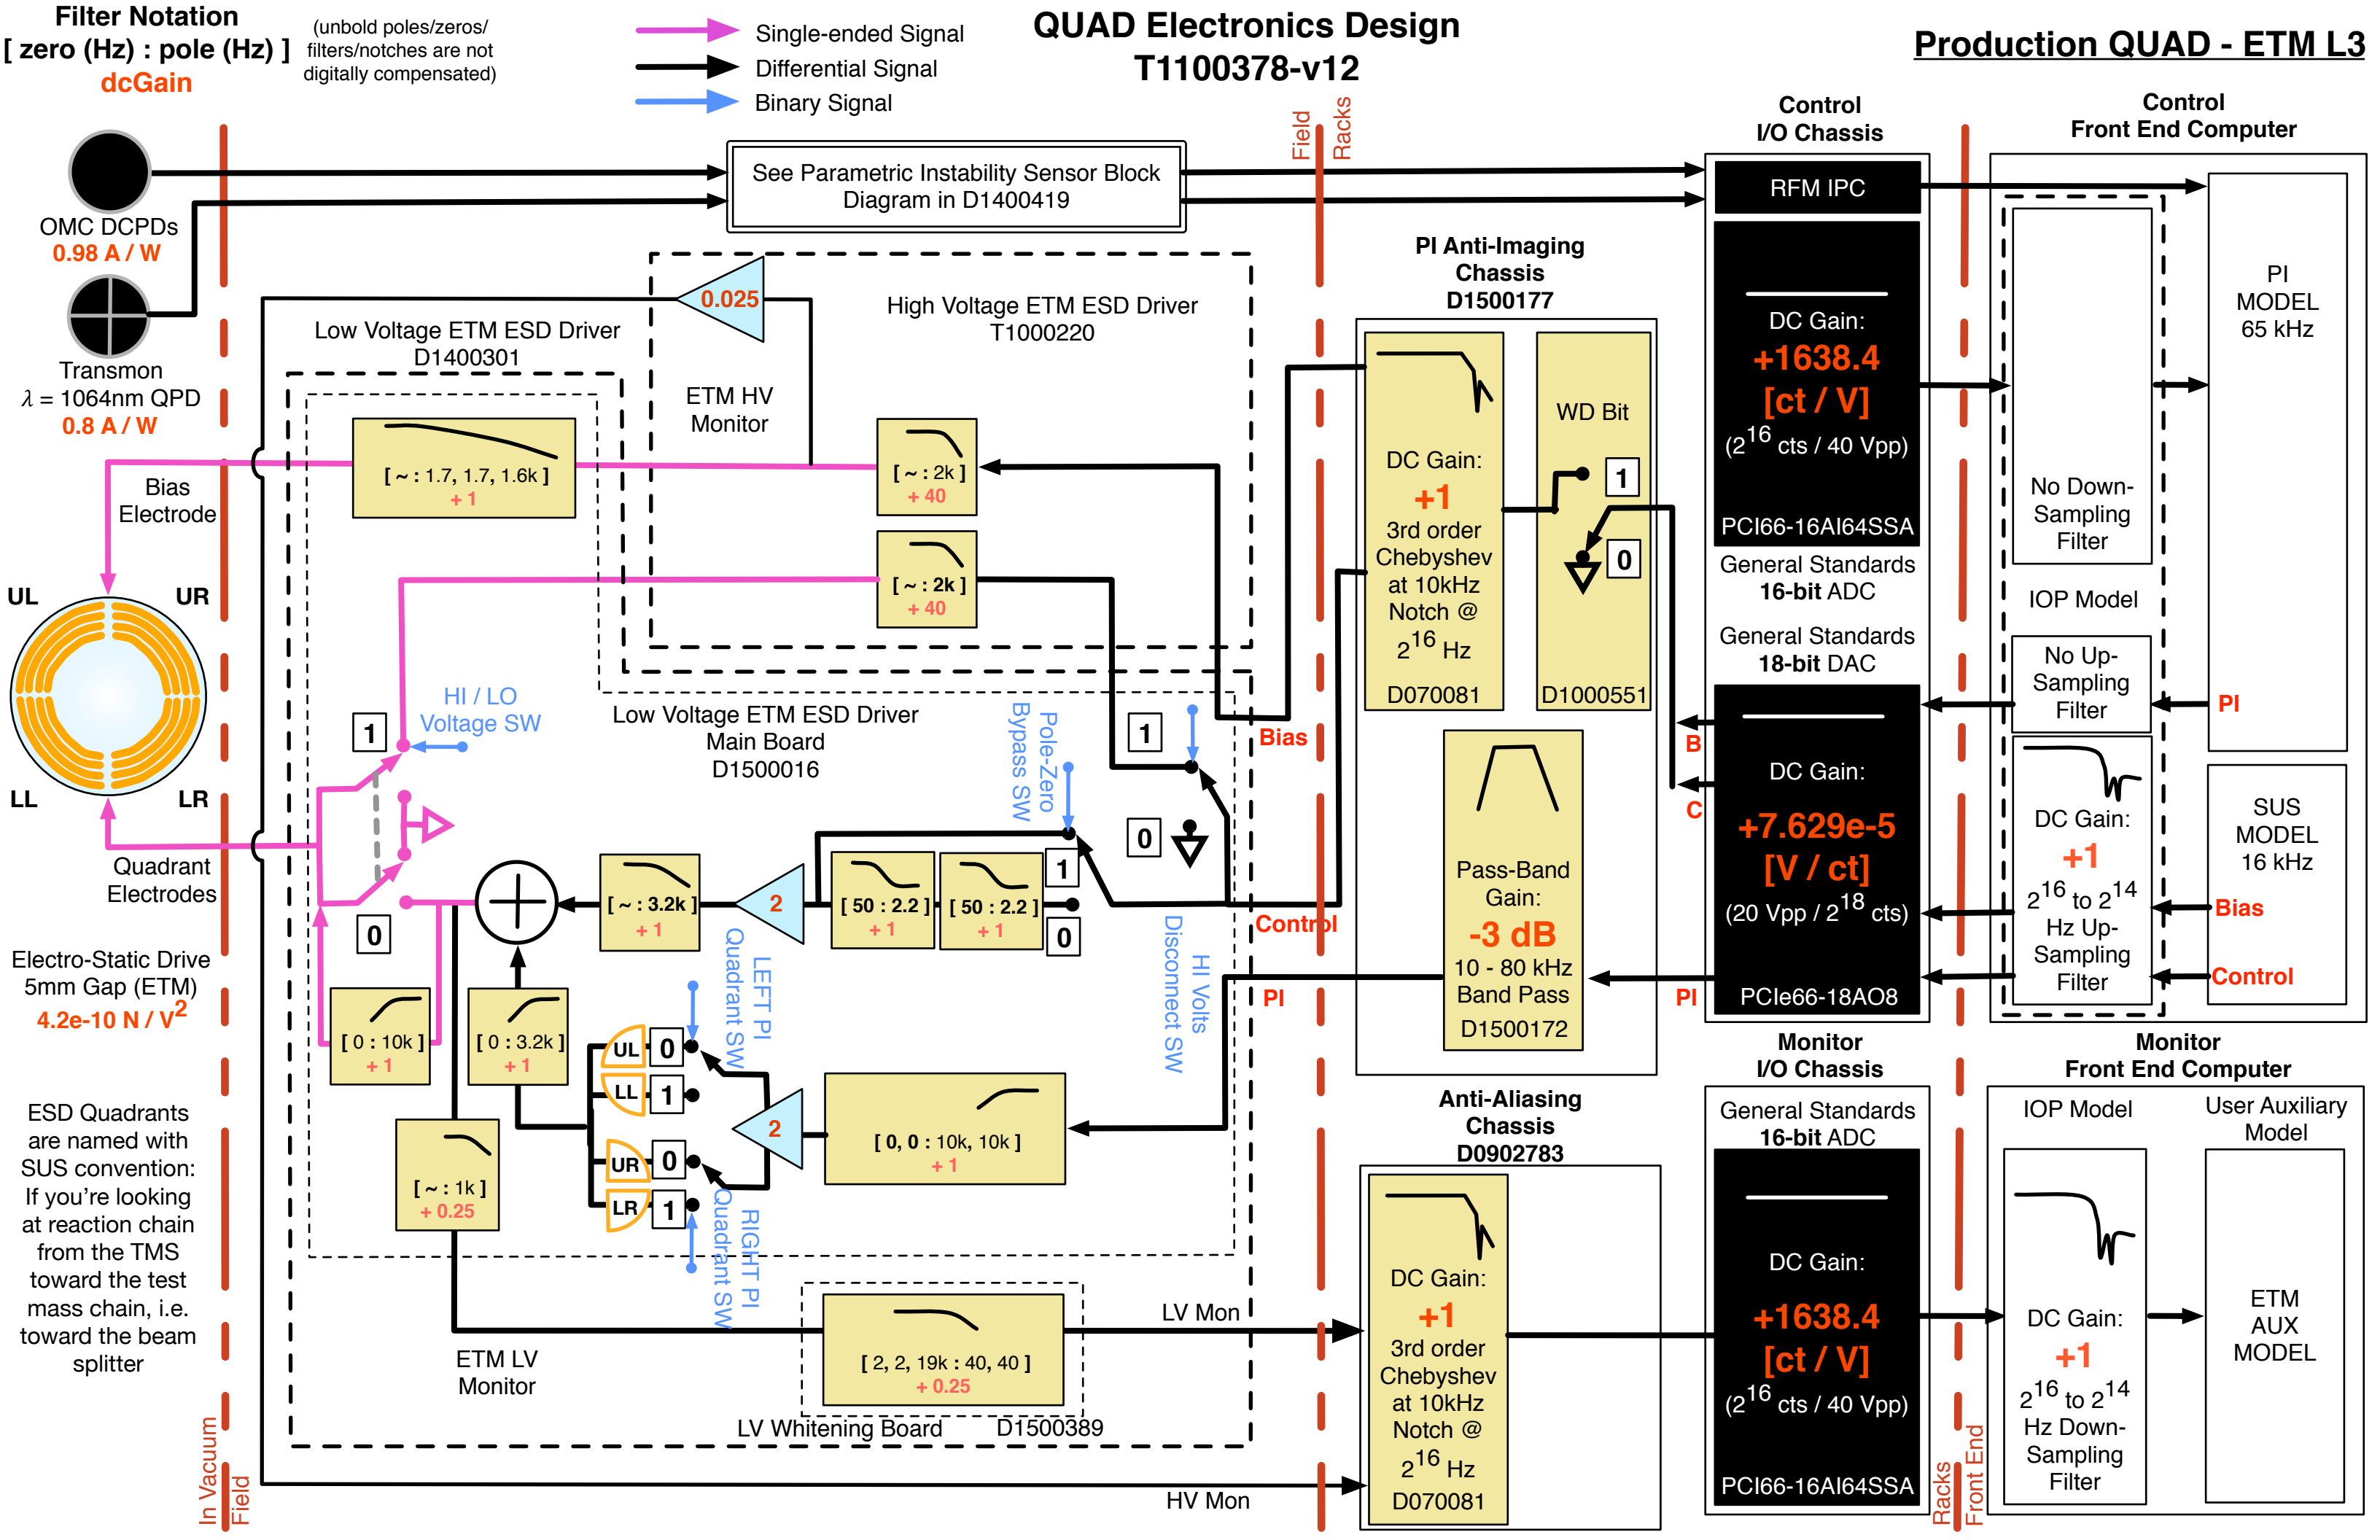 Filter Notation
[ zero (Hz) : pole (Hz) ]
dcGain
(unbold poles/zeros/
filters/notches are not
digitally compensated)
Single-ended Signal
Differential Signal
Binary Signal
QUAD Electronics Design
T1100378-v12
Production QUAD - ETM L3
OMC DCPDs
0.98 A / W
Transmon
λ = 1064nm QPD
0.8 A / W
See Parametric Instability Sensor Block
Diagram in D1400419
Field
Racks
Control
I/O Chassis
Control
Front End Computer
RFM IPC
DC Gain:
+1638.4
[ct / V]
(2^16 cts / 40 Vpp)
PCI66-16AI64SSA
General Standards
16-bit ADC
General Standards
18-bit DAC
DC Gain:
+7.629e-5
[V / ct]
(20 Vpp / 2^18 cts)
PCIe66-18AO8
No Down-
Sampling
Filter
IOP Model
No Up-
Sampling
Filter
DC Gain:
+1
2^16 to 2^14
Hz Up-
Sampling
Filter
PI
MODEL
65 kHz
PI
SUS
MODEL
16 kHz
Bias
Control
PI Anti-Imaging
Chassis
D1500177
DC Gain:
+1
3rd order
Chebyshev
at 10kHz
Notch @
2^16 Hz
D070081
WD Bit
1
0
D1000551
B
C
PI
Pass-Band
Gain:
-3 dB
10 - 80 kHz
Band Pass
D1500172
Low Voltage ETM ESD Driver
D1400301
0.025
High Voltage ETM ESD Driver
T1000220
ETM HV
Monitor
[ ~ : 1.7, 1.7, 1.6k ]
+ 1
[ ~ : 2k ]
+ 40
[ ~ : 2k ]
+ 40
Bias
Electrode
UL
UR
LL
LR
Quadrant
Electrodes
Electro-Static Drive
5mm Gap (ETM)
4.2e-10 N / V^2
ESD Quadrants
are named with
SUS convention:
If you’re looking
at reaction chain
from the TMS
toward the test
mass chain, i.e.
toward the beam
splitter
HI / LO
Voltage SW
1
0
Low Voltage ETM ESD Driver
Main Board
D1500016
Pole-Zero
Bypass SW
1
0
1
0
HI Volts
Disconnect SW
Bias
Control
PI
[ ~ : 3.2k ]
+ 1
2
[ 50 : 2.2 ]
+ 1
[ 50 : 2.2 ]
+ 1
[ 0 : 10k ]
+ 1
[ 0 : 3.2k ]
+ 1
LEFT PI
Quadrant SW
UL
0
LL
1
UR
0
LR
1
RIGHT PI
Quadrant SW
2
[ 0, 0 : 10k, 10k ]
+ 1
[ ~ : 1k ]
+ 0.25
ETM LV
Monitor
[ 2, 2, 19k : 40, 40 ]
+ 0.25
LV Whitening Board
D1500389
LV Mon
HV Mon
Anti-Aliasing
Chassis
D0902783
DC Gain:
+1
3rd order
Chebyshev
at 10kHz
Notch @
2^16 Hz
D070081
Monitor
I/O Chassis
General Standards
16-bit ADC
DC Gain:
+1638.4
[ct / V]
(2^16 cts / 40 Vpp)
PCI66-16AI64SSA
Monitor
Front End Computer
IOP Model
DC Gain:
+1
2^16 to 2^14
Hz Down-
Sampling
Filter
User Auxiliary
Model
ETM
AUX
MODEL
In Vacuum
Field
Racks
Front End